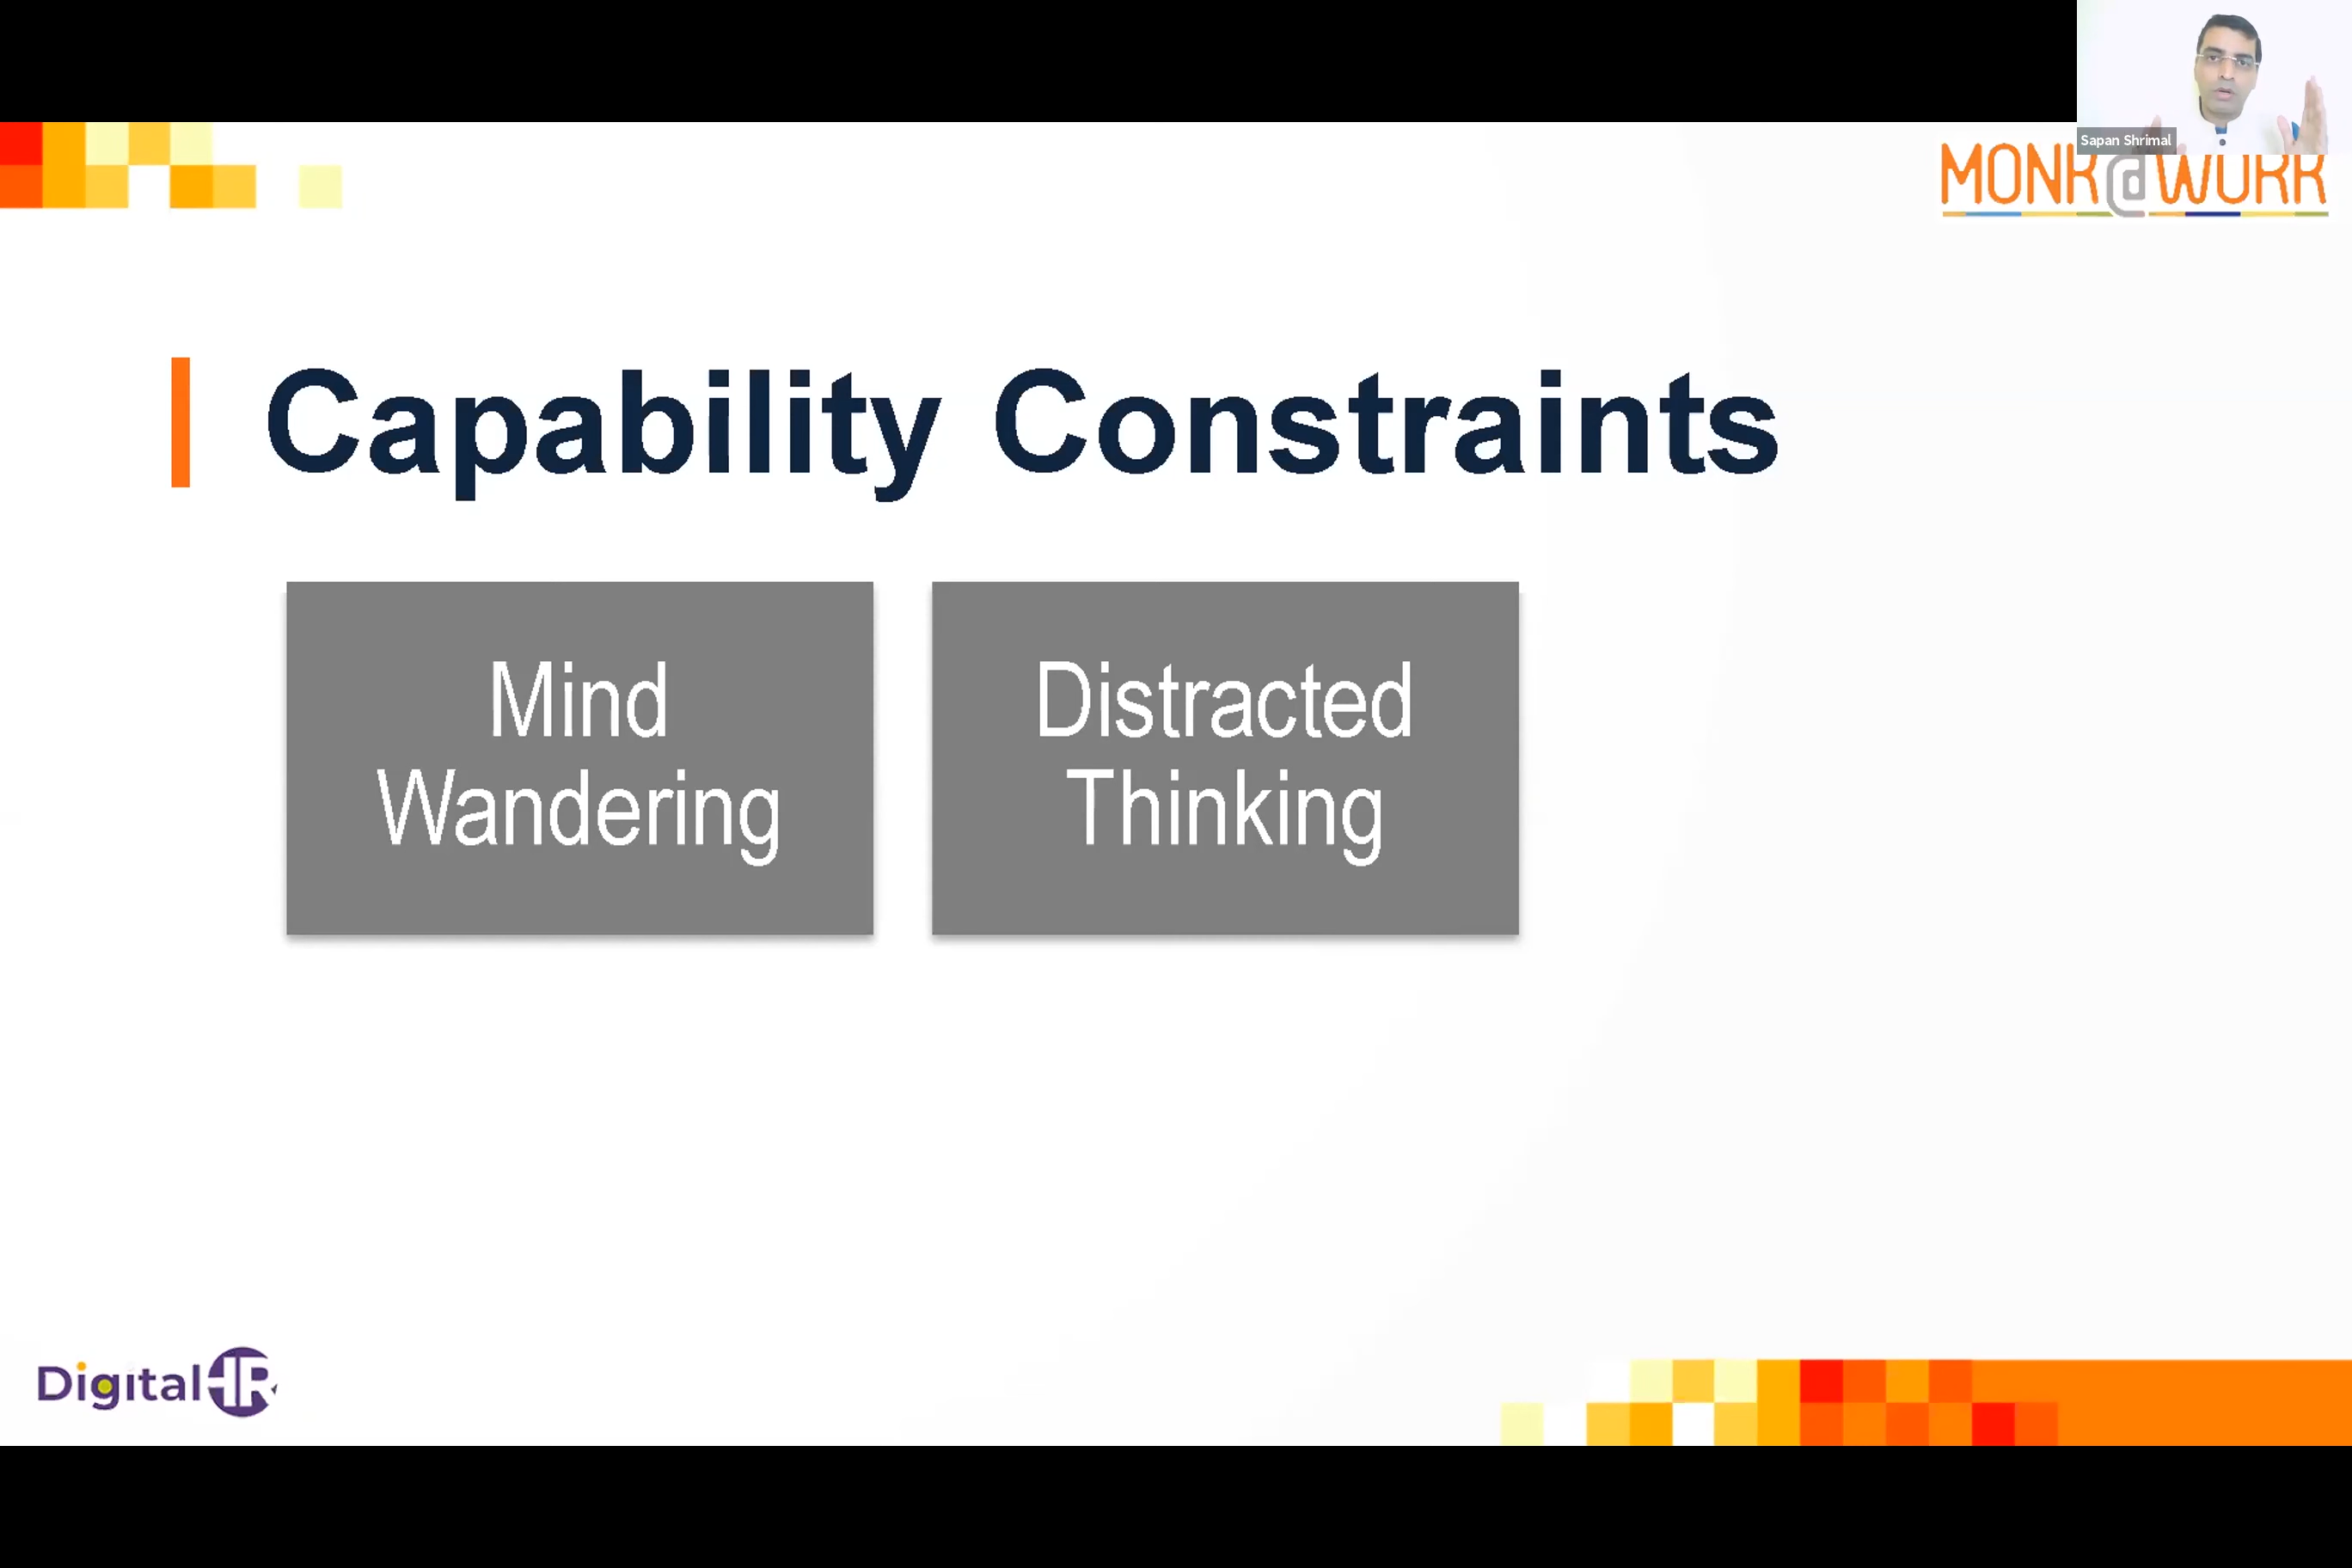 Sapan Shrimal
MONK@WORK
Capability Constraints
Mind
Wandering
Distracted
Thinking
DigitalHR